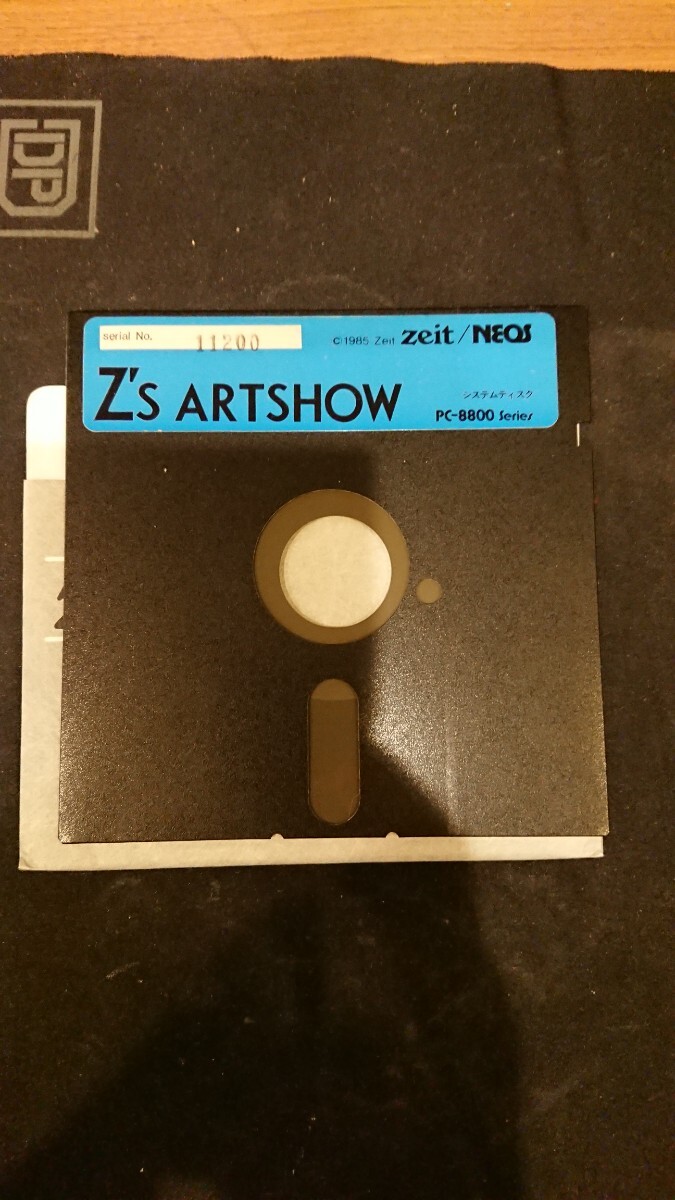 serial No. 11200
c 1985 Zeit zeit/NEOS
Z's ARTSHOW
システムディスク
PC-8800 Series